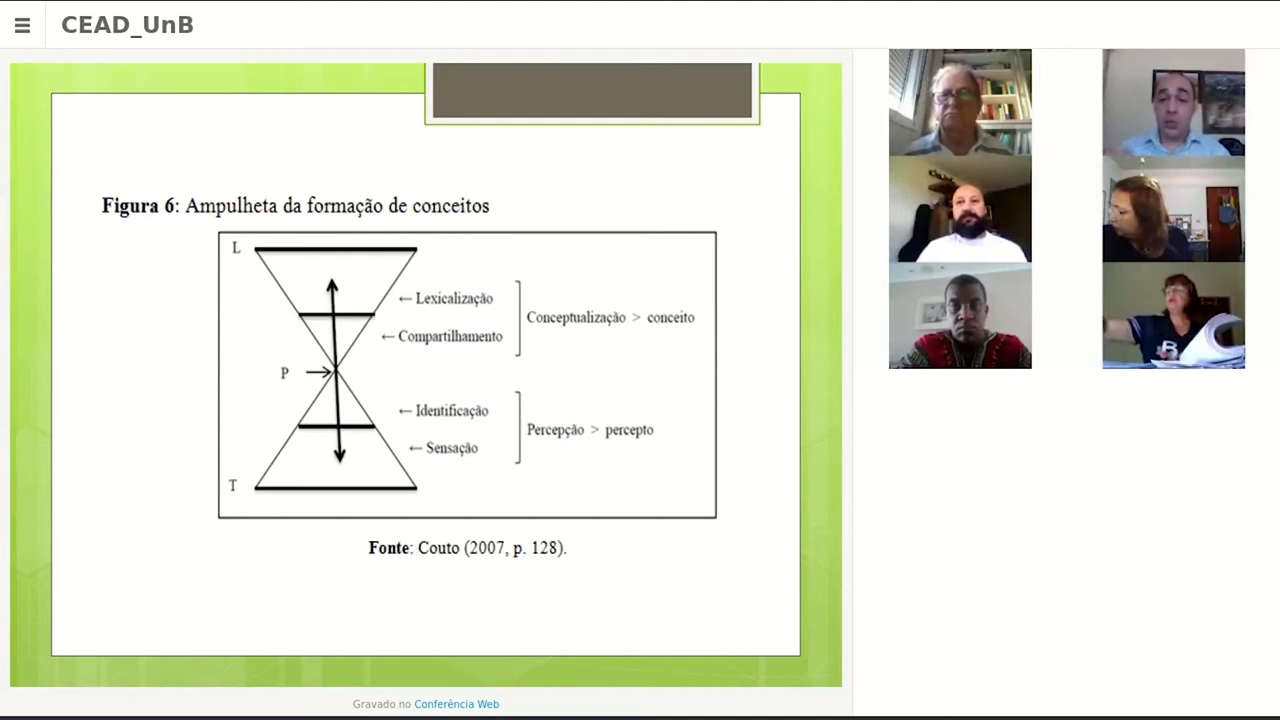 ☰ CEAD_UnB
Figura 6: Ampulheta da formação de conceitos
L
← Lexicalização
Conceptualização > conceito
← Compartilhamento
P
← Identificação
Percepção > percepto
← Sensação
T
Fonte: Couto (2007, p. 128).
Gravado no Conferência Web